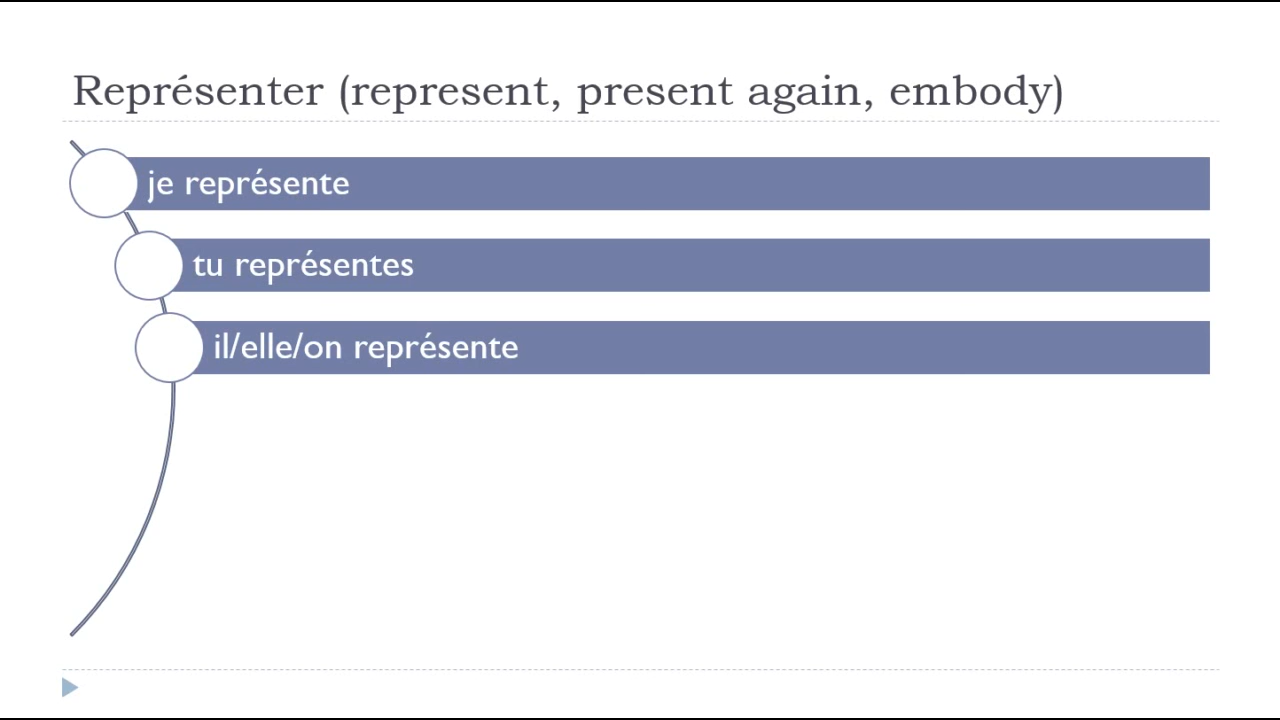 Représenter (represent, present again, embody)
je représente
tu représentes
il/elle/on représente